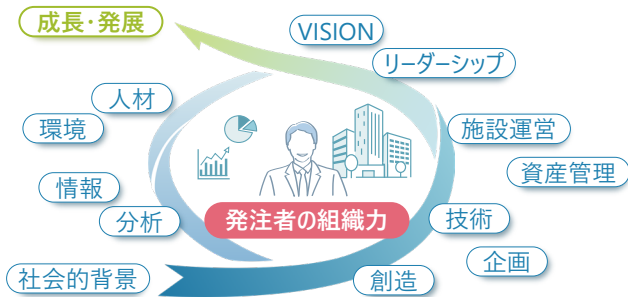 成長・発展
VISION
リーダーシップ
人材
環境
施設運営
資産管理
情報
分析
発注者の組織力
技術
企画
社会的背景
創造